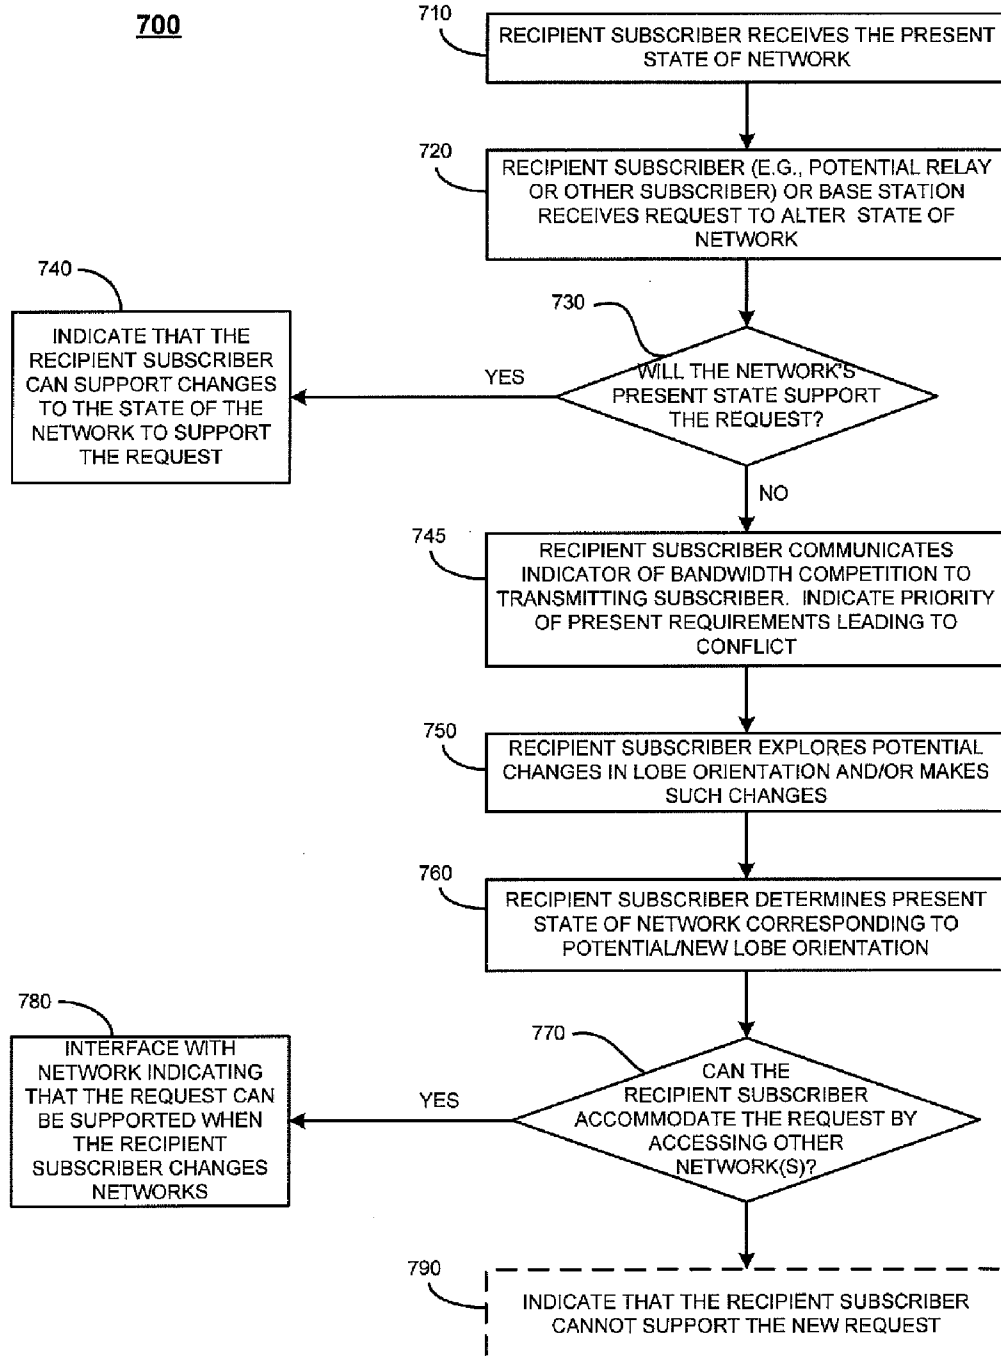 700
710
RECIPIENT SUBSCRIBER RECEIVES THE PRESENT
STATE OF NETWORK
720
RECIPIENT SUBSCRIBER (E.G., POTENTIAL RELAY
OR OTHER SUBSCRIBER) OR BASE STATION
RECEIVES REQUEST TO ALTER STATE OF
NETWORK
730
WILL THE NETWORK'S
PRESENT STATE SUPPORT
THE REQUEST?
YES
740
INDICATE THAT THE
RECIPIENT SUBSCRIBER
CAN SUPPORT CHANGES
TO THE STATE OF THE
NETWORK TO SUPPORT
THE REQUEST
NO
745
RECIPIENT SUBSCRIBER COMMUNICATES
INDICATOR OF BANDWIDTH COMPETITION TO
TRANSMITTING SUBSCRIBER. INDICATE PRIORITY
OF PRESENT REQUIREMENTS LEADING TO
CONFLICT
750
RECIPIENT SUBSCRIBER EXPLORES POTENTIAL
CHANGES IN LOBE ORIENTATION AND/OR MAKES
SUCH CHANGES
760
RECIPIENT SUBSCRIBER DETERMINES PRESENT
STATE OF NETWORK CORRESPONDING TO
POTENTIAL/NEW LOBE ORIENTATION
770
CAN THE
RECIPIENT SUBSCRIBER
ACCOMMODATE THE REQUEST BY
ACCESSING OTHER
NETWORK(S)?
YES
780
INTERFACE WITH
NETWORK INDICATING
THAT THE REQUEST CAN
BE SUPPORTED WHEN
THE RECIPIENT
SUBSCRIBER CHANGES
NETWORKS
790
INDICATE THAT THE RECIPIENT SUBSCRIBER
CANNOT SUPPORT THE NEW REQUEST